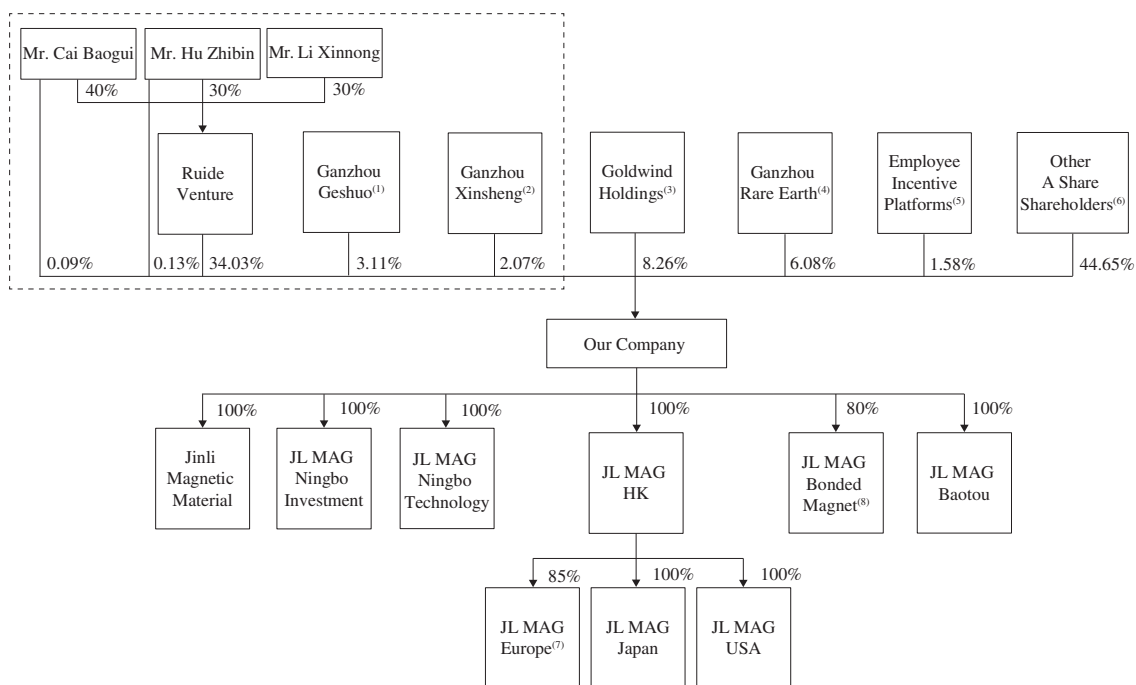 Mr. Cai Baogui
Mr. Hu Zhibin
Mr. Li Xinnong
40%
30%
30%
Ruide
Venture
Ganzhou
Geshuo(1)
Ganzhou
Xinsheng(2)
Goldwind
Holdings(3)
Ganzhou
Rare Earth(4)
Employee
Incentive
Platforms(5)
Other
A Share
Shareholders(6)
0.09%
0.13%
34.03%
3.11%
2.07%
8.26%
6.08%
1.58%
44.65%
Our Company
100%
100%
100%
100%
80%
100%
Jinli
Magnetic
Material
JL MAG
Ningbo
Investment
JL MAG
Ningbo
Technology
JL MAG
HK
JL MAG
Bonded
Magnet(8)
JL MAG
Baotou
85%
100%
100%
JL MAG
Europe(7)
JL MAG
Japan
JL MAG
USA